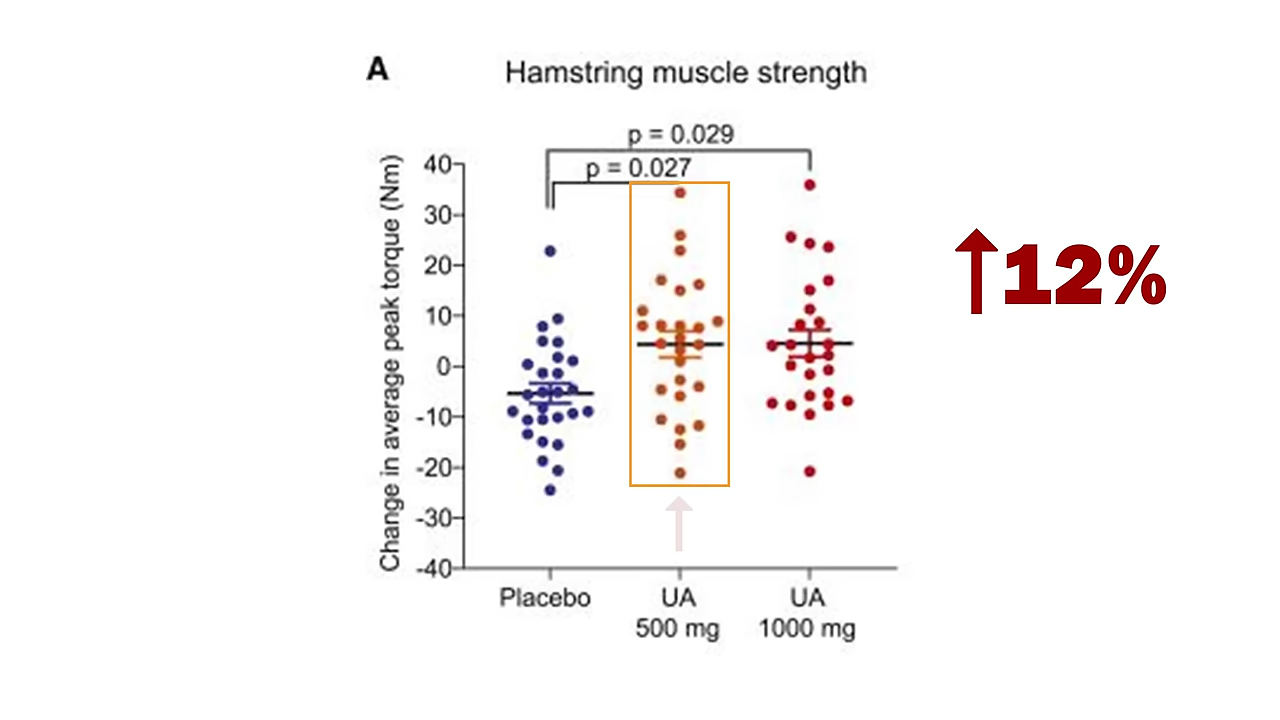 A
Hamstring muscle strength
p = 0.029
p = 0.027
Change in average peak torque (Nm)
40
30
20
10
0
-10
-20
-30
-40
12%
Placebo
UA
500 mg
UA
1000 mg